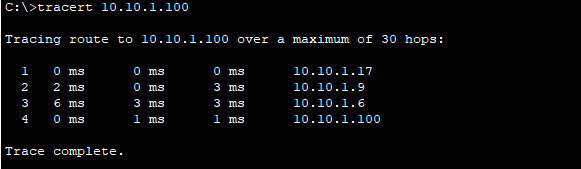 C:\>tracert 10.10.1.100
Tracing route to 10.10.1.100 over a maximum of 30 hops:
1 0 ms 0 ms 0 ms 10.10.1.17
2 2 ms 0 ms 3 ms 10.10.1.9
3 6 ms 3 ms 3 ms 10.10.1.6
4 0 ms 1 ms 1 ms 10.10.1.100
Trace complete.